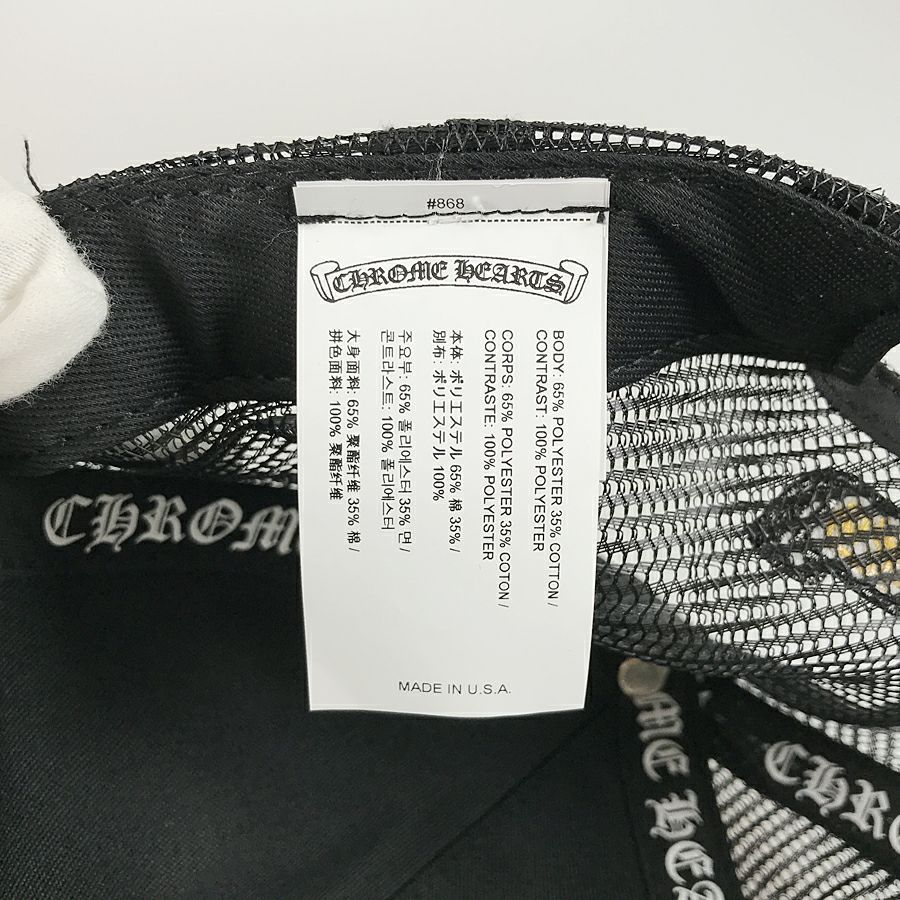 #868
CHROME HEARTS
BODY: 65% POLYESTER 35% COTTON /
CONTRAST: 100% POLYESTER
CORPS: 65% POLYESTER 35% COTON /
CONTRASTE: 100% POLYESTER
本体: ポリエステル 65% 棉 35%/
別布: ポリエステル 100%
주요부: 65% 폴리에스터 35% 면 /
콘트라스트: 100% 폴리에스터
大身面料: 65% 聚酯纤维 35% 棉 /
拼色面料: 100% 聚酯纤维
MADE IN U.S.A.
CHROM
OME HEA
CHRO